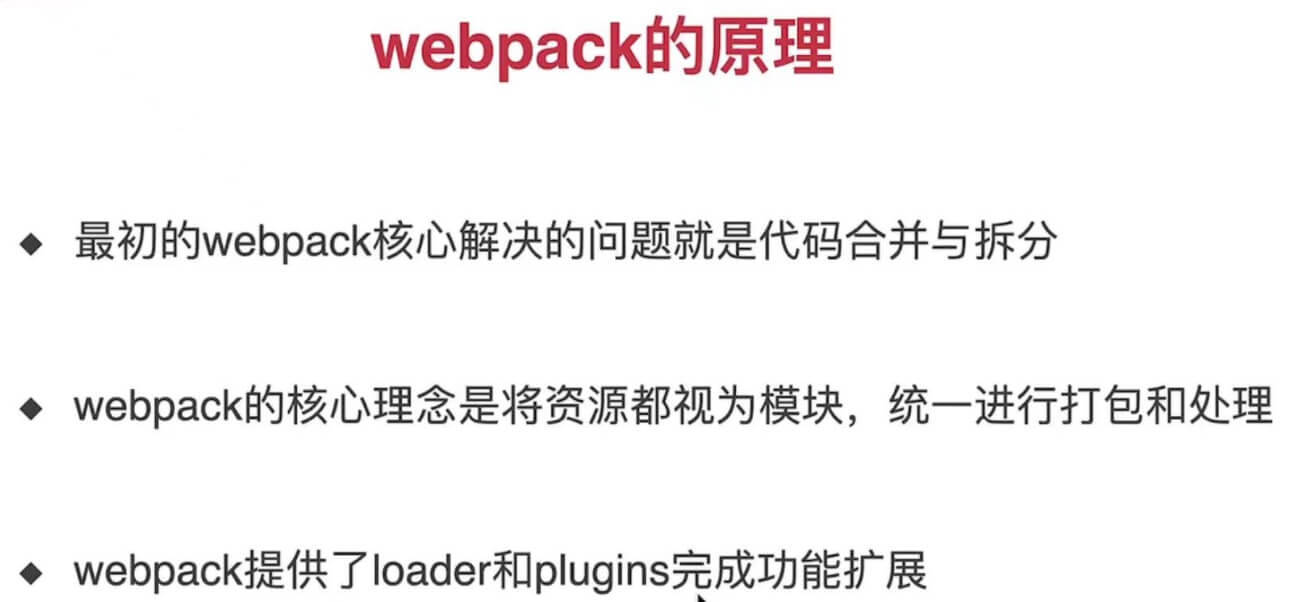 webpack的原理
◆ 最初的webpack核心解决的问题就是代码合并与拆分
◆ webpack的核心理念是将资源都视为模块，统一进行打包和处理
◆ webpack提供了loader和plugins完成功能扩展